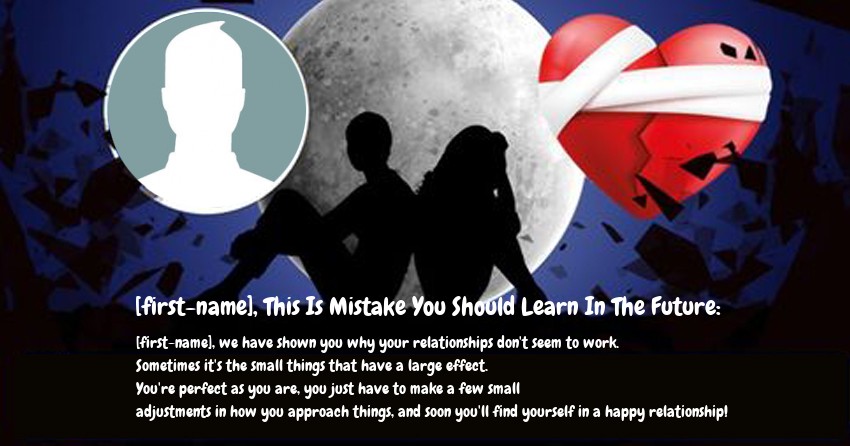 [first-name], This Is Mistake You Should Learn In The Future:
[first-name], we have shown you why your relationships don't seem to work.
Sometimes it's the small things that have a large effect.
You're perfect as you are, you just have to make a few small
adjustments in how you approach things, and soon you'll find yourself in a happy relationship!